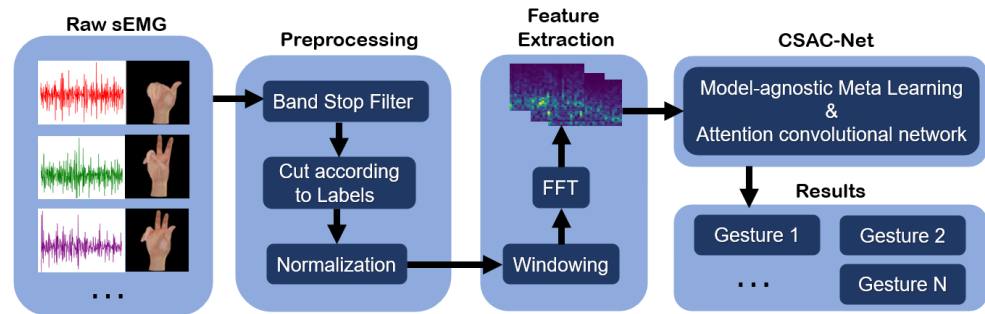 Raw sEMG
. . .
Preprocessing
Band Stop Filter
Cut according
to Labels
Normalization
Feature
Extraction
FFT
Windowing
CSAC-Net
Model-agnostic Meta Learning
&
Attention convolutional network
Results
Gesture 1
Gesture 2
. . .
Gesture N